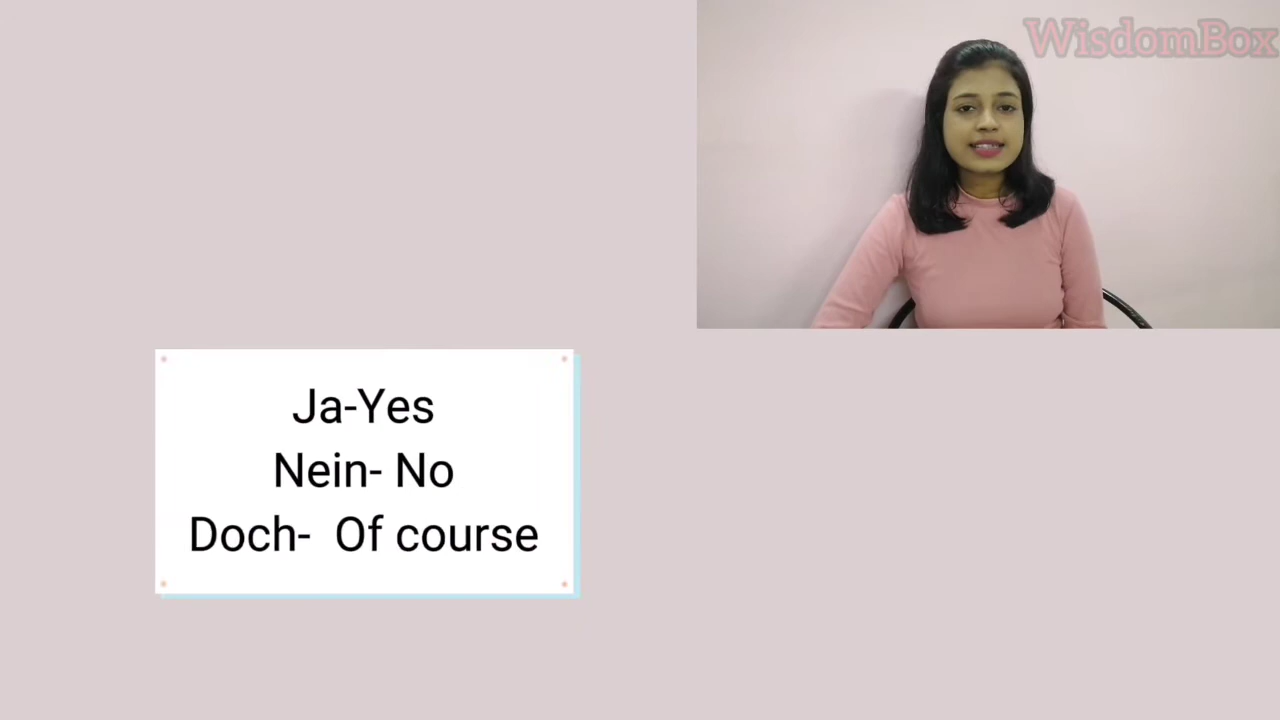 WisdomBox
Ja-Yes
Nein- No
Doch-  Of course